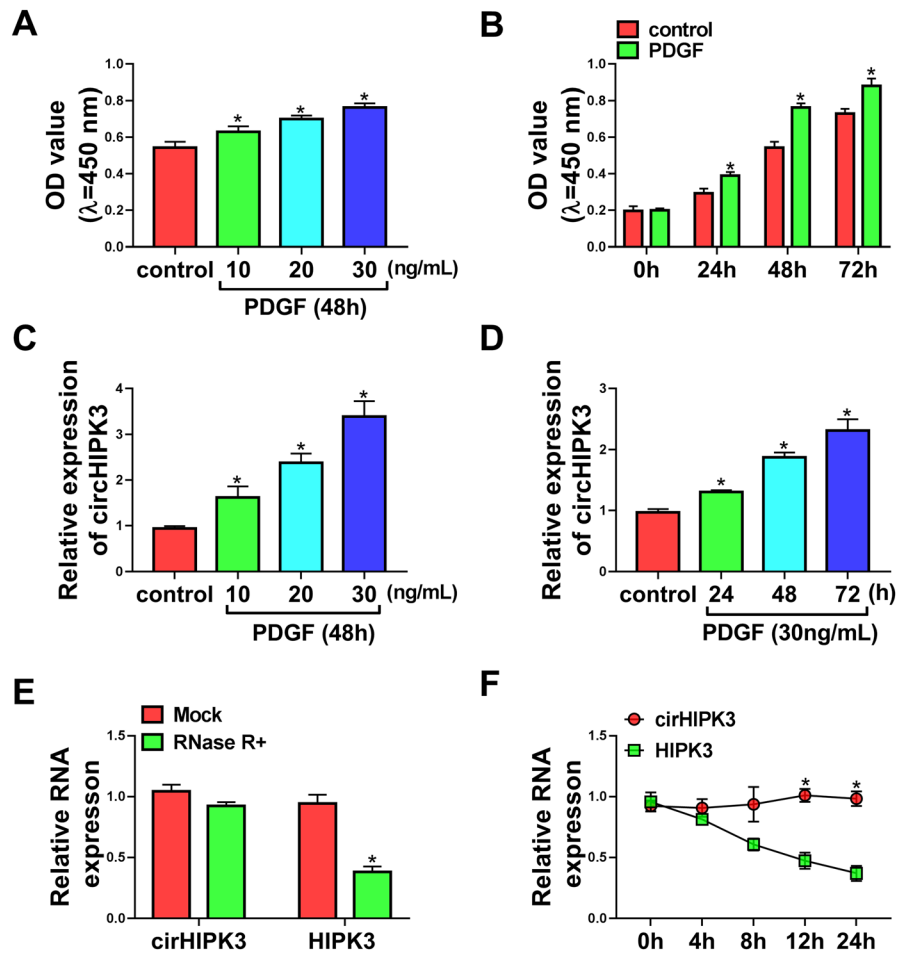 A
OD value
(λ=450 nm)
1.0
0.8
0.6
0.4
0.2
0.0
*
*
*
control 10 20 30 (ng/mL)
PDGF (48h)
B
control
PDGF
OD value
(λ=450 nm)
1.0
0.8
0.6
0.4
0.2
0.0
*
*
*
0h 24h 48h 72h
C
Relative expression
of circHIPK3
4
3
2
1
0
*
*
*
control 10 20 30 (ng/mL)
PDGF (48h)
D
Relative expression
of circHIPK3
3
2
1
0
*
*
*
control 24 48 72 (h)
PDGF (30ng/mL)
E
Mock
RNase R+
Relative RNA
expresson
1.5
1.0
0.5
0.0
*
cirHIPK3 HIPK3
F
cirHIPK3
HIPK3
Relative RNA
expresson
1.5
1.0
0.5
0.0
* *
0h 4h 8h 12h 24h